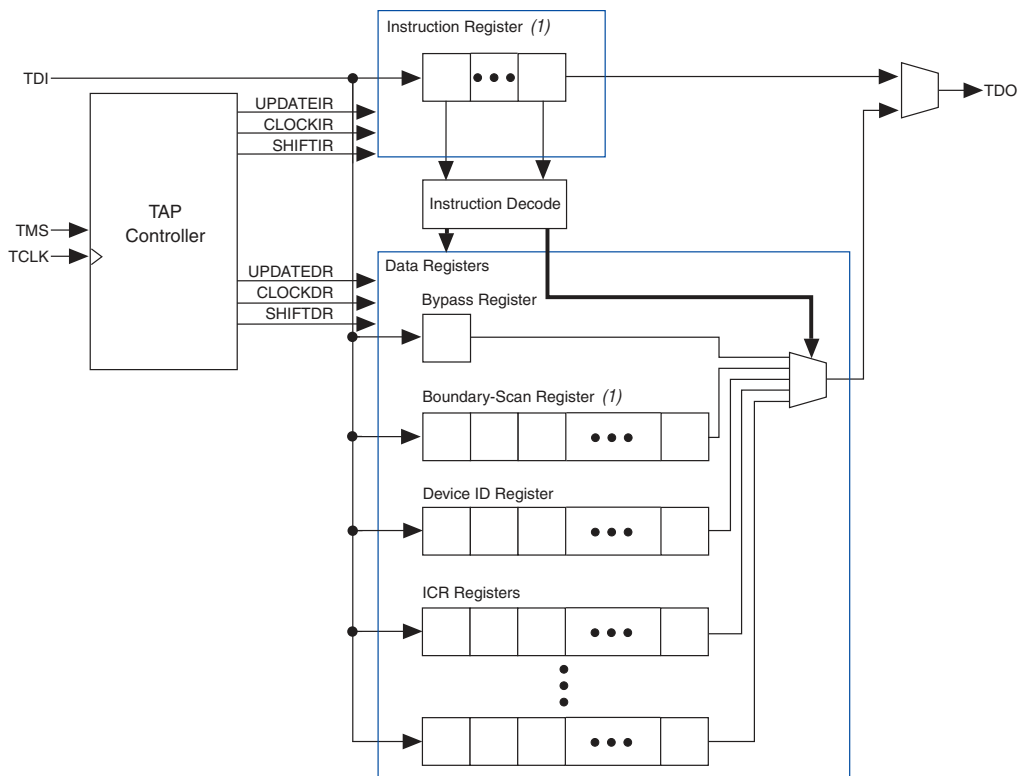 Instruction Register (1)
TDI
TDO
UPDATEIR
CLOCKIR
SHIFTIR
TAP
Controller
Instruction Decode
TMS
TCLK
Data Registers
UPDATEDR
CLOCKDR
SHIFTDR
Bypass Register
Boundary-Scan Register (1)
Device ID Register
ICR Registers